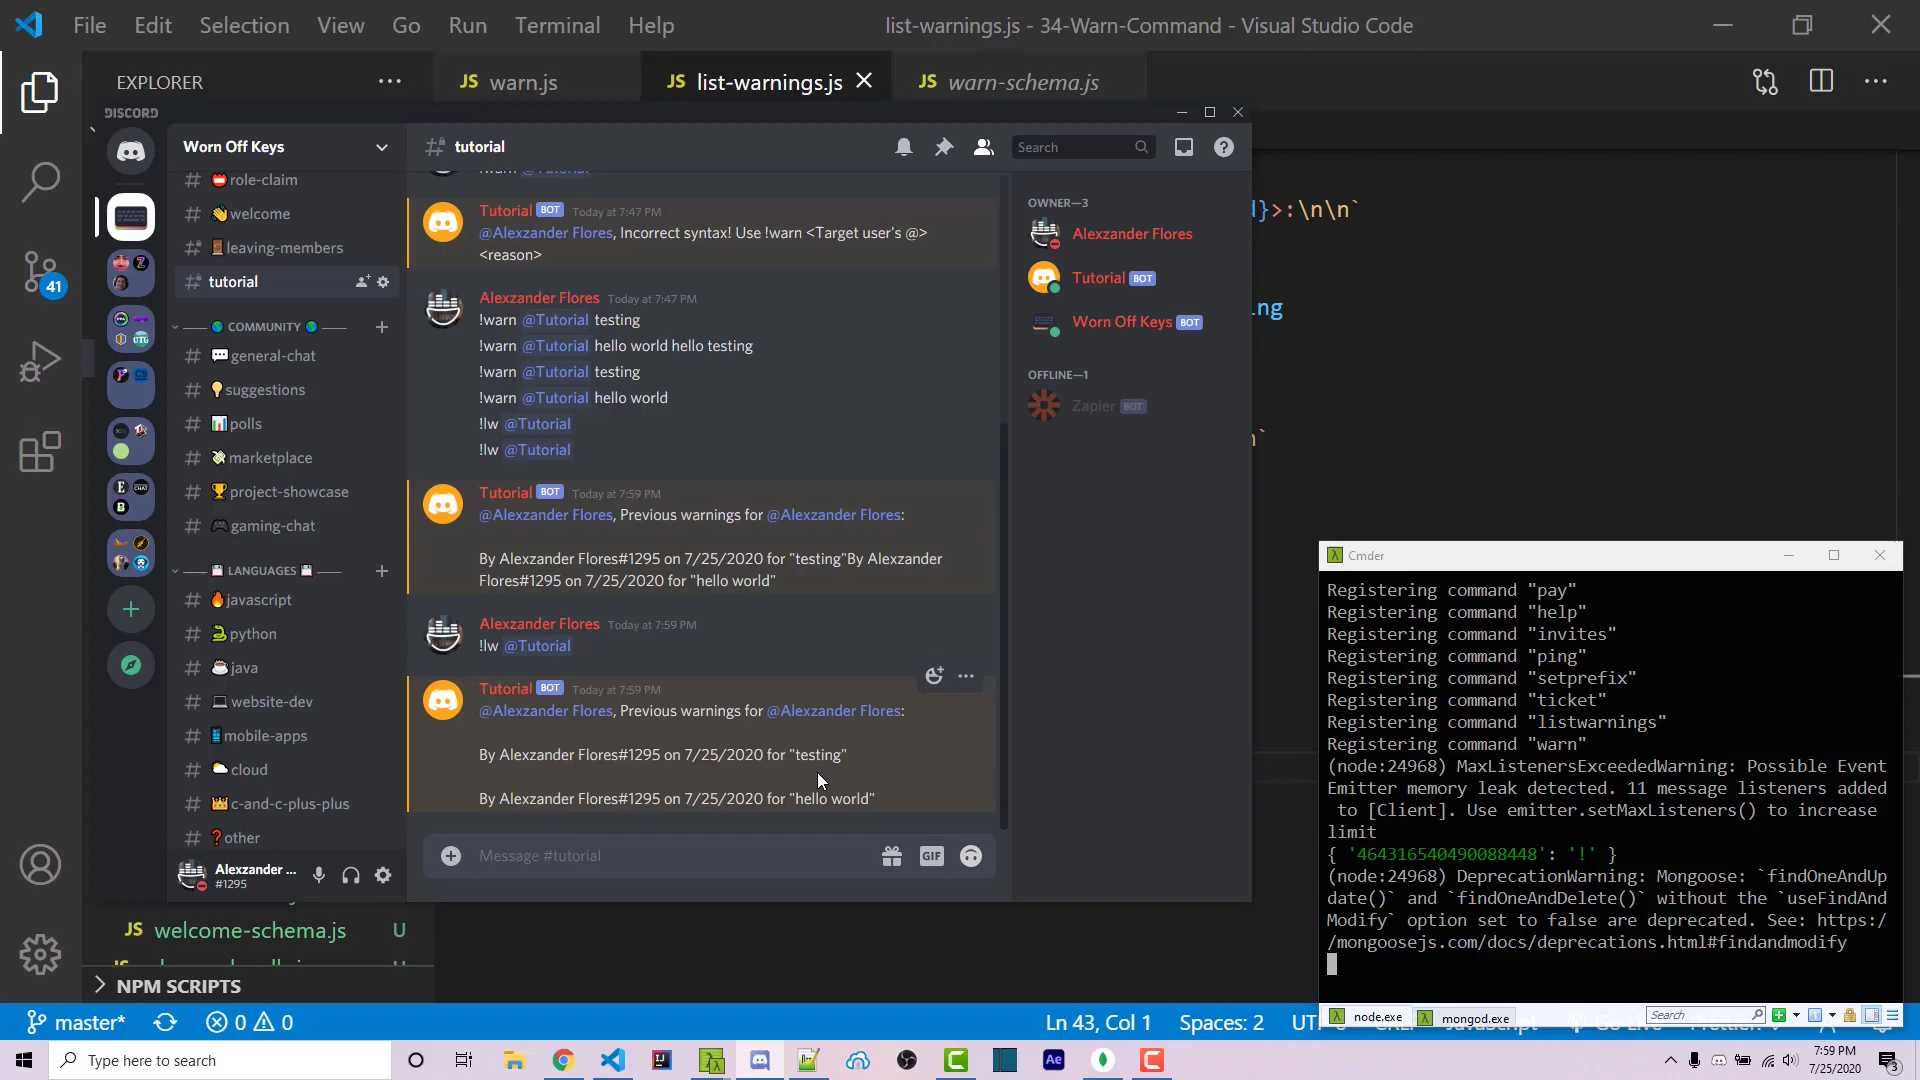 File Edit Selection View Go Run Terminal Help
list-warnings.js - 34-Warn-Command - Visual Studio Code
EXPLORER
JS warn.js
JS list-warnings.js
JS warn-schema.js
DISCORD
Worn Off Keys
role-claim
welcome
leaving-members
tutorial
COMMUNITY
general-chat
suggestions
polls
marketplace
project-showcase
gaming-chat
LANGUAGES
javascript
python
java
website-dev
mobile-apps
cloud
c-and-c-plus-plus
other
Alexzander ...
#1295
tutorial
Search
Tutorial BOT Today at 7:47 PM
@Alexzander Flores, Incorrect syntax! Use !warn <Target user's @>
<reason>
Alexzander Flores Today at 7:47 PM
!warn @Tutorial testing
!warn @Tutorial hello world hello testing
!warn @Tutorial testing
!warn @Tutorial hello world
!lw @Tutorial
!lw @Tutorial
Tutorial BOT Today at 7:59 PM
@Alexzander Flores, Previous warnings for @Alexzander Flores:
By Alexzander Flores#1295 on 7/25/2020 for "testing"By Alexzander
Flores#1295 on 7/25/2020 for "hello world"
Alexzander Flores Today at 7:59 PM
!lw @Tutorial
Tutorial BOT Today at 7:59 PM
@Alexzander Flores, Previous warnings for @Alexzander Flores:
By Alexzander Flores#1295 on 7/25/2020 for "testing"
By Alexzander Flores#1295 on 7/25/2020 for "hello world"
Message #tutorial
GIF
OWNER—3
Alexzander Flores
Tutorial BOT
Worn Off Keys BOT
OFFLINE—1
Zapier BOT
}>:\n\n`
ing
Cmder
Registering command "pay"
Registering command "help"
Registering command "invites"
Registering command "ping"
Registering command "setprefix"
Registering command "ticket"
Registering command "listwarnings"
Registering command "warn"
(node:24968) MaxListenersExceededWarning: Possible Event
Emitter memory leak detected. 11 message listeners added
to [Client]. Use emitter.setMaxListeners() to increase
limit
{ '464316540490088448': '!' }
(node:24968) DeprecationWarning: Mongoose: `findOneAndUp
date()` and `findOneAndDelete()` without the `useFindAnd
Modify` option set to false are deprecated. See: https:/
/mongoosejs.com/docs/deprecations.html#findandmodify
node.exe
mongod.exe
Search
41
JS welcome-schema.js U
NPM SCRIPTS
master* 0 0
Ln 43, Col 1 Spaces: 2
Type here to search
7:59 PM
7/25/2020
3